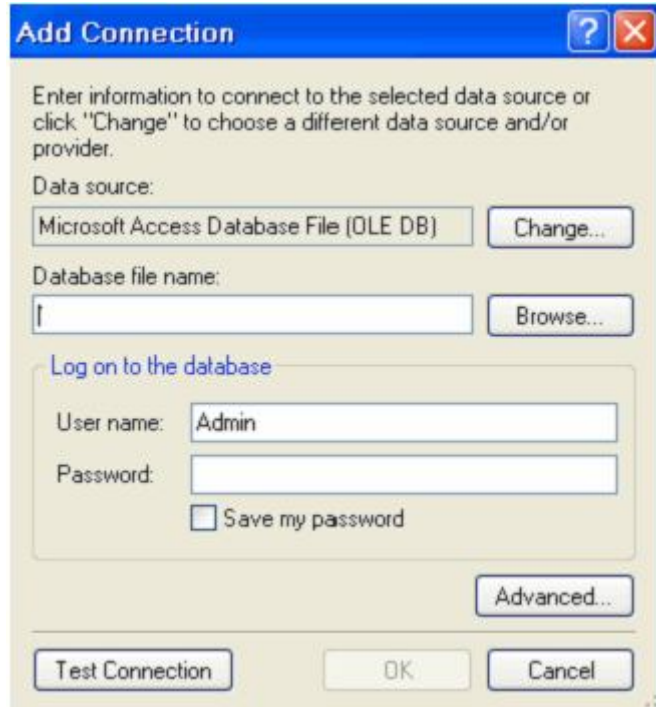 Add Connection
Enter information to connect to the selected data source or
click "Change" to choose a different data source and/or
provider.
Data source:
Microsoft Access Database File (OLE DB) Change...
Database file name:
Browse...
Log on to the database
User name: Admin
Password:
Save my password
Advanced...
Test Connection OK Cancel